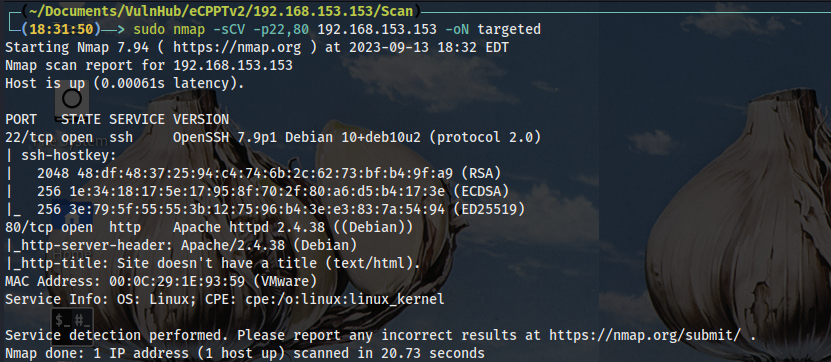 (~/Documents/VulnHub/eCPPTv2/192.168.153.153/Scan)
(18:31:50)——> sudo nmap -sCV -p22,80 192.168.153.153 -oN targeted
Starting Nmap 7.94 ( https://nmap.org ) at 2023-09-13 18:32 EDT
Nmap scan report for 192.168.153.153
Host is up (0.00061s latency).
PORT   STATE SERVICE VERSION
22/tcp open  ssh     OpenSSH 7.9p1 Debian 10+deb10u2 (protocol 2.0)
| ssh-hostkey:
|   2048 48:df:48:37:25:94:c4:74:6b:2c:62:73:bf:b4:9f:a9 (RSA)
|   256 1e:34:18:17:5e:17:95:8f:70:2f:80:a6:d5:b4:17:3e (ECDSA)
|_  256 3e:79:5f:55:55:3b:12:75:96:b4:3e:e3:83:7a:54:94 (ED25519)
80/tcp open  http    Apache httpd 2.4.38 ((Debian))
|_http-server-header: Apache/2.4.38 (Debian)
|_http-title: Site doesn't have a title (text/html).
MAC Address: 00:0C:29:1E:93:59 (VMware)
Service Info: OS: Linux; CPE: cpe:/o:linux:linux_kernel
Service detection performed. Please report any incorrect results at https://nmap.org/submit/ .
Nmap done: 1 IP address (1 host up) scanned in 20.73 seconds